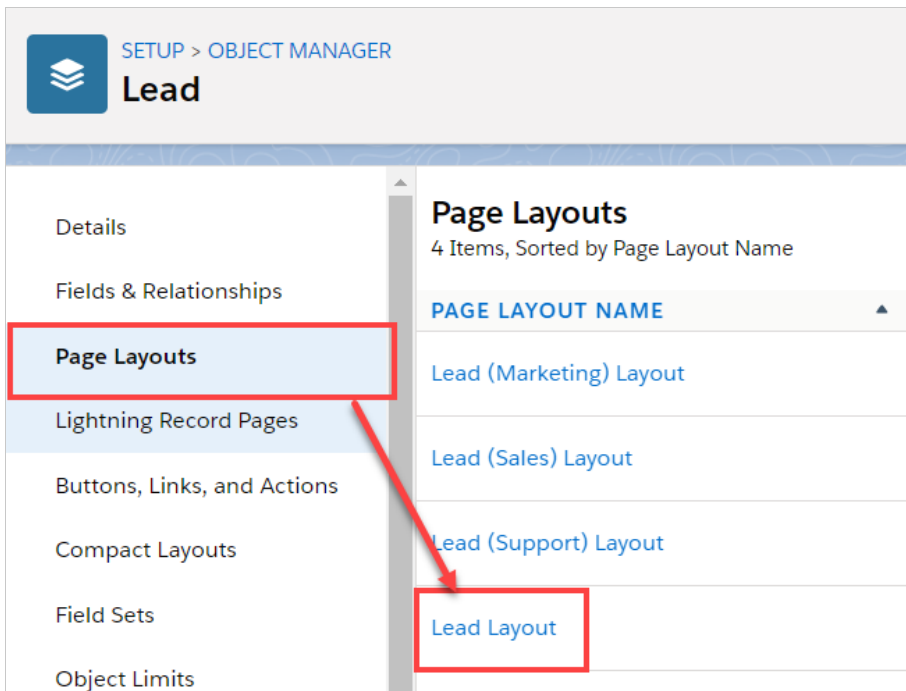 SETUP > OBJECT MANAGER
Lead
Details
Fields & Relationships
Page Layouts
Lightning Record Pages
Buttons, Links, and Actions
Compact Layouts
Field Sets
Object Limits
Page Layouts
4 Items, Sorted by Page Layout Name
PAGE LAYOUT NAME
Lead (Marketing) Layout
Lead (Sales) Layout
Lead (Support) Layout
Lead Layout